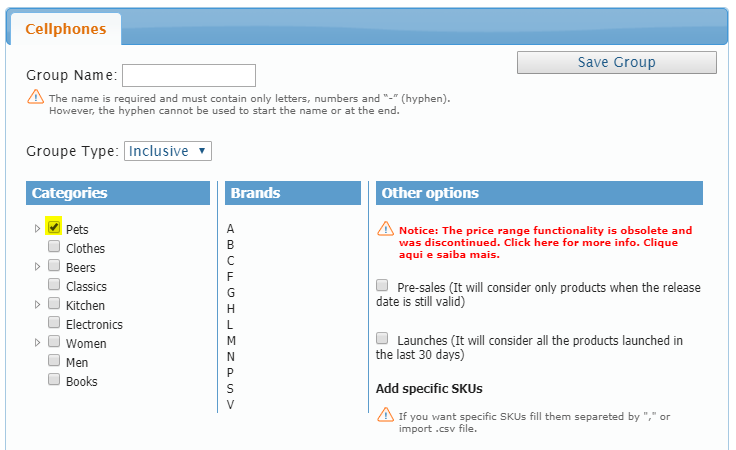 Cellphones
Save Group
Group Name:
The name is required and must contain only letters, numbers and “-” (hyphen).
However, the hyphen cannot be used to start the name or at the end.
Groupe Type: Inclusive
Categories
Pets
Clothes
Beers
Classics
Kitchen
Electronics
Women
Men
Books
Brands
A
B
C
F
G
H
L
M
N
P
S
V
Other options
Notice: The price range functionality is obsolete and
was discontinued. Click here for more info. Clique
aqui e saiba mais.
Pre-sales (It will consider only products when the release
date is still valid)
Launches (It will consider all the products launched in
the last 30 days)
Add specific SKUs
If you want specific SKUs fill them separeted by "," or
import .csv file.